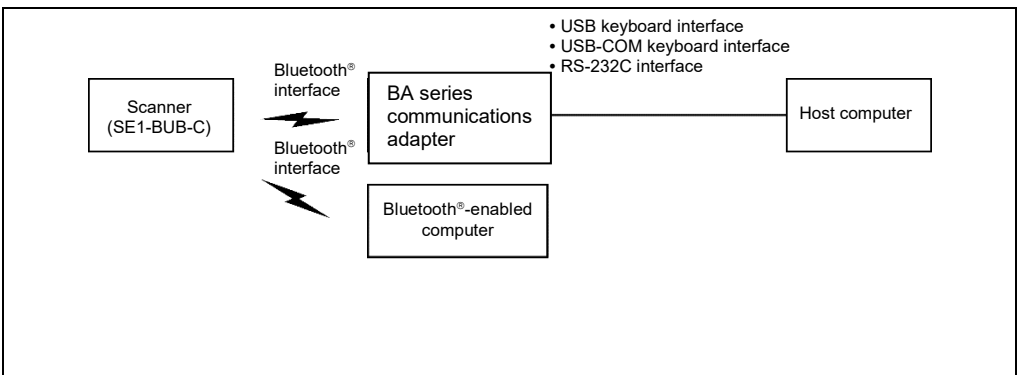 • USB keyboard interface
• USB-COM keyboard interface
• RS-232C interface
Bluetooth®
interface
Scanner
(SE1-BUB-C)
BA series
communications
adapter
Host computer
Bluetooth®
interface
Bluetooth®-enabled
computer